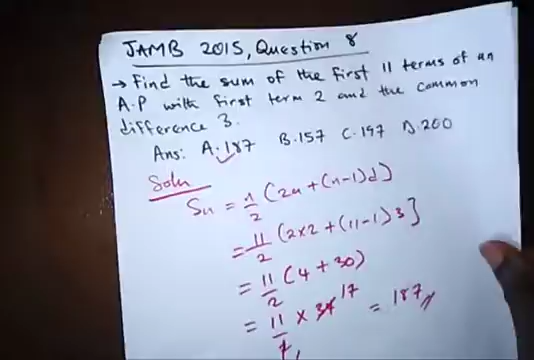 JAMB 2015, Question 8
→ Find the sum of the first 11 terms of an
A.P with first term 2 and the common
difference 3.
Ans: A. 187 B. 157 C. 197 D. 200
Soln
Sn = n/2 (2a + (n-1)d)
= 11/2 (2x2 + (11-1)3]
= 11/2 (4 + 30)
= 11/2 x 34 17 = 187